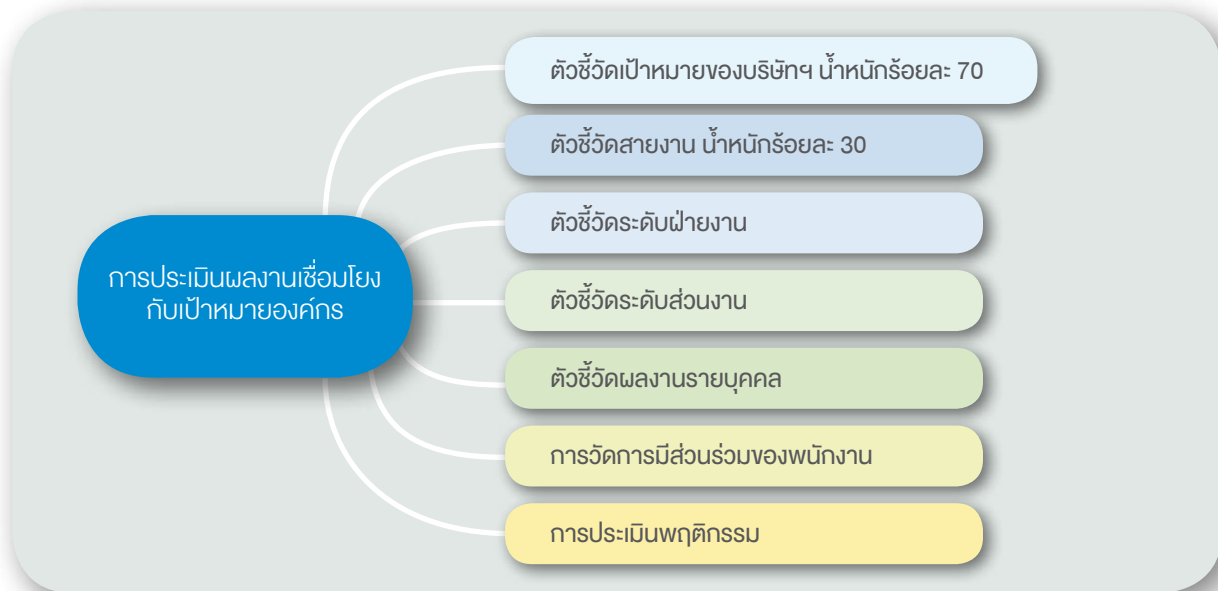 ตัวชี้วัดเป้าหมายของบริษัทฯ น้ำหนักร้อยละ 70
ตัวชี้วัดสายงาน น้ำหนักร้อยละ 30
ตัวชี้วัดระดับฝ่ายงาน
การประเมินผลงานเชื่อมโยง
กับเป้าหมายองค์กร
ตัวชี้วัดระดับส่วนงาน
ตัวชี้วัดผลงานรายบุคคล
การวัดการมีส่วนร่วมของพนักงาน
การประเมินพฤติกรรม